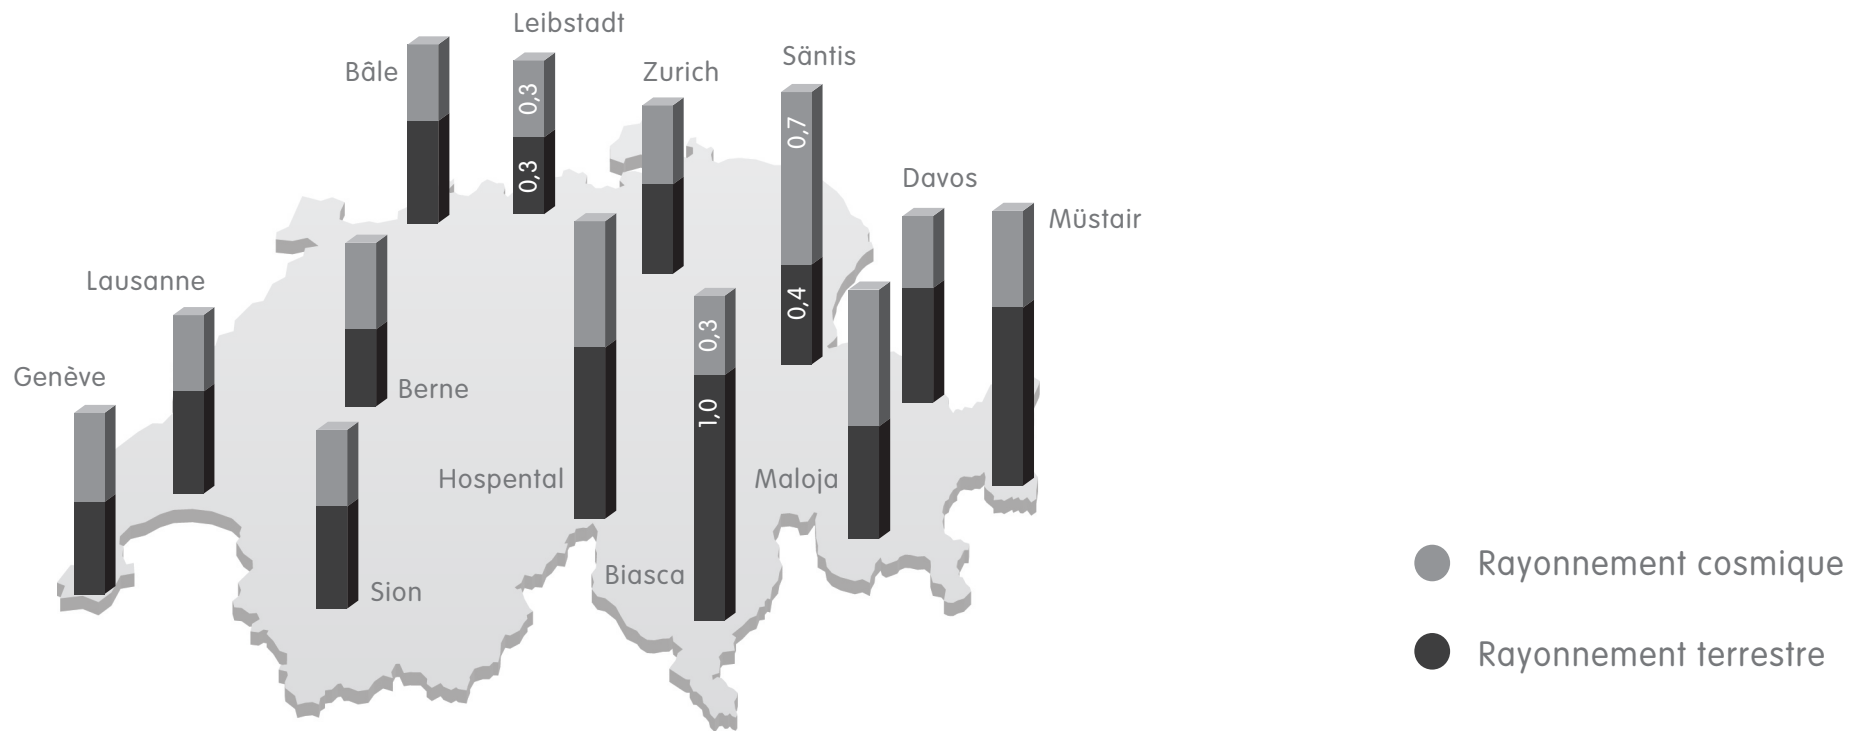 Leibstadt
Bâle
Zurich
Säntis
0,3
0,3
0,7
0,4
Davos
Müstair
Lausanne
Genève
Berne
0,3
1,0
Hospental
Maloja
Biasca
Sion
Rayonnement cosmique
Rayonnement terrestre